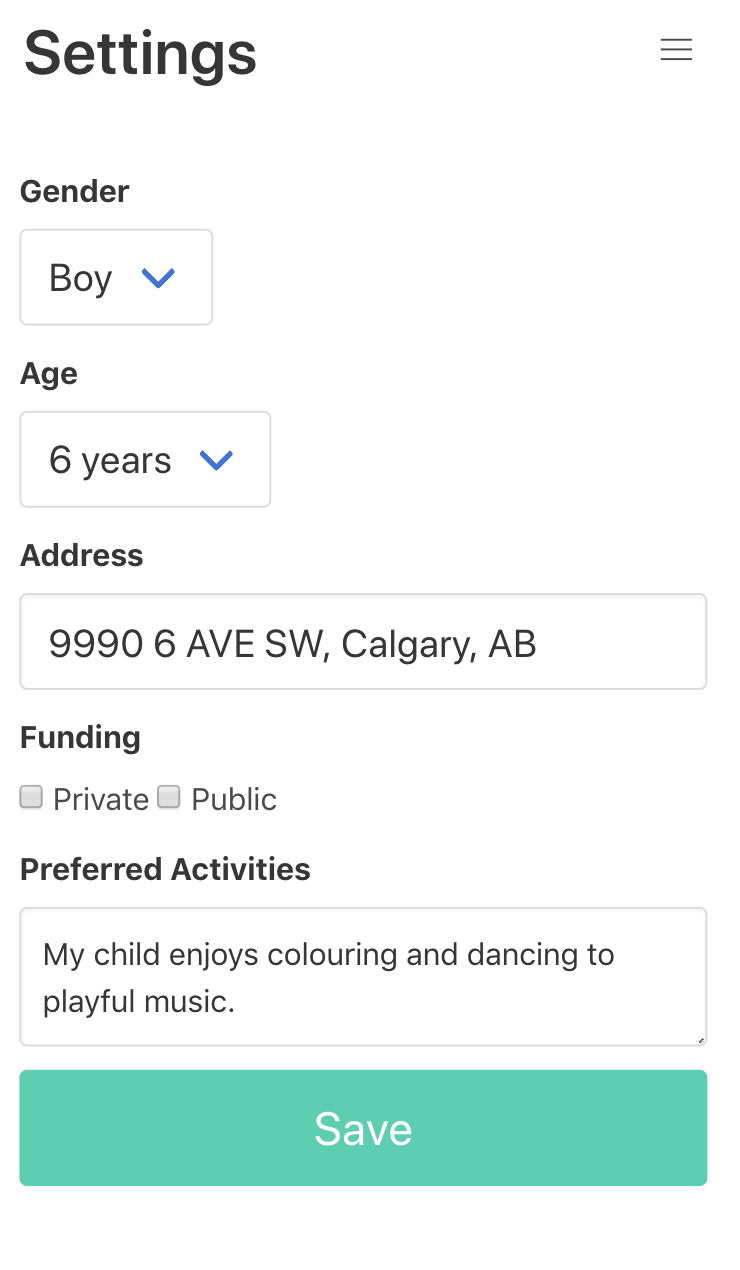 Settings
Gender
Boy
Age
6 years
Address
9990 6 AVE SW, Calgary, AB
Funding
Private Public
Preferred Activities
My child enjoys colouring and dancing to
playful music.
Save